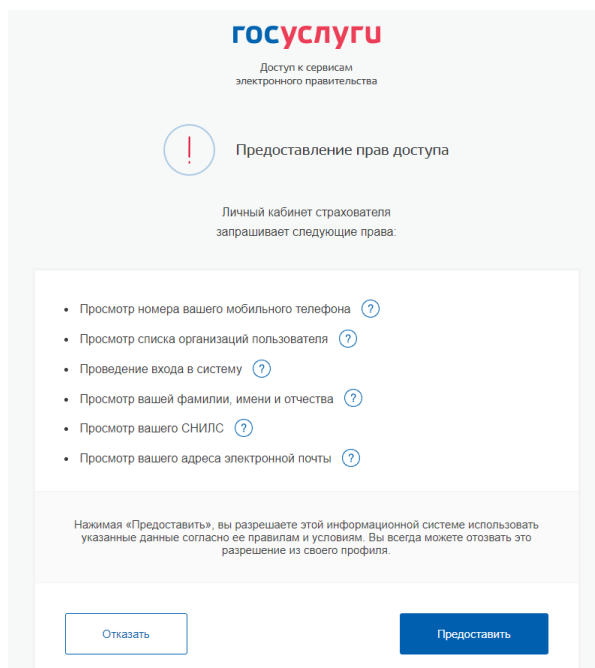 госуслуги
Доступ к сервисам
электронного правительства
Предоставление прав доступа
Личный кабинет страхователя
запрашивает следующие права:
• Просмотр номера вашего мобильного телефона ?
• Просмотр списка организаций пользователя ?
• Проведение входа в систему ?
• Просмотр вашей фамилии, имени и отчества ?
• Просмотр вашего СНИЛС ?
• Просмотр вашего адреса электронной почты ?
Нажимая «Предоставить», вы разрешаете этой информационной системе использовать
указанные данные согласно ее правилам и условиям. Вы всегда можете отозвать это
разрешение из своего профиля.
Отказать
Предоставить